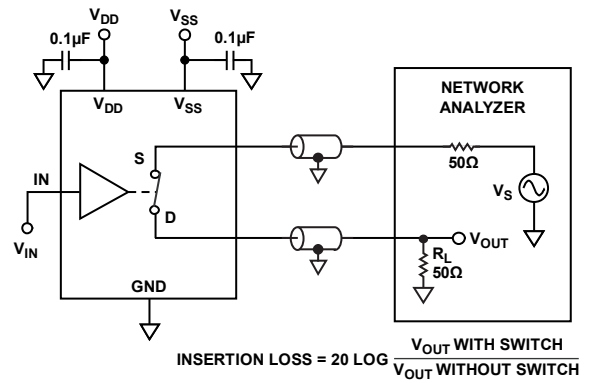 VDD
VSS
0.1µF
0.1µF
VDD
VSS
NETWORK
ANALYZER
S
50Ω
IN
VS
D
VOUT
VIN
RL
50Ω
GND
INSERTION LOSS = 20 LOG VOUT WITH SWITCH
VOUT WITHOUT SWITCH